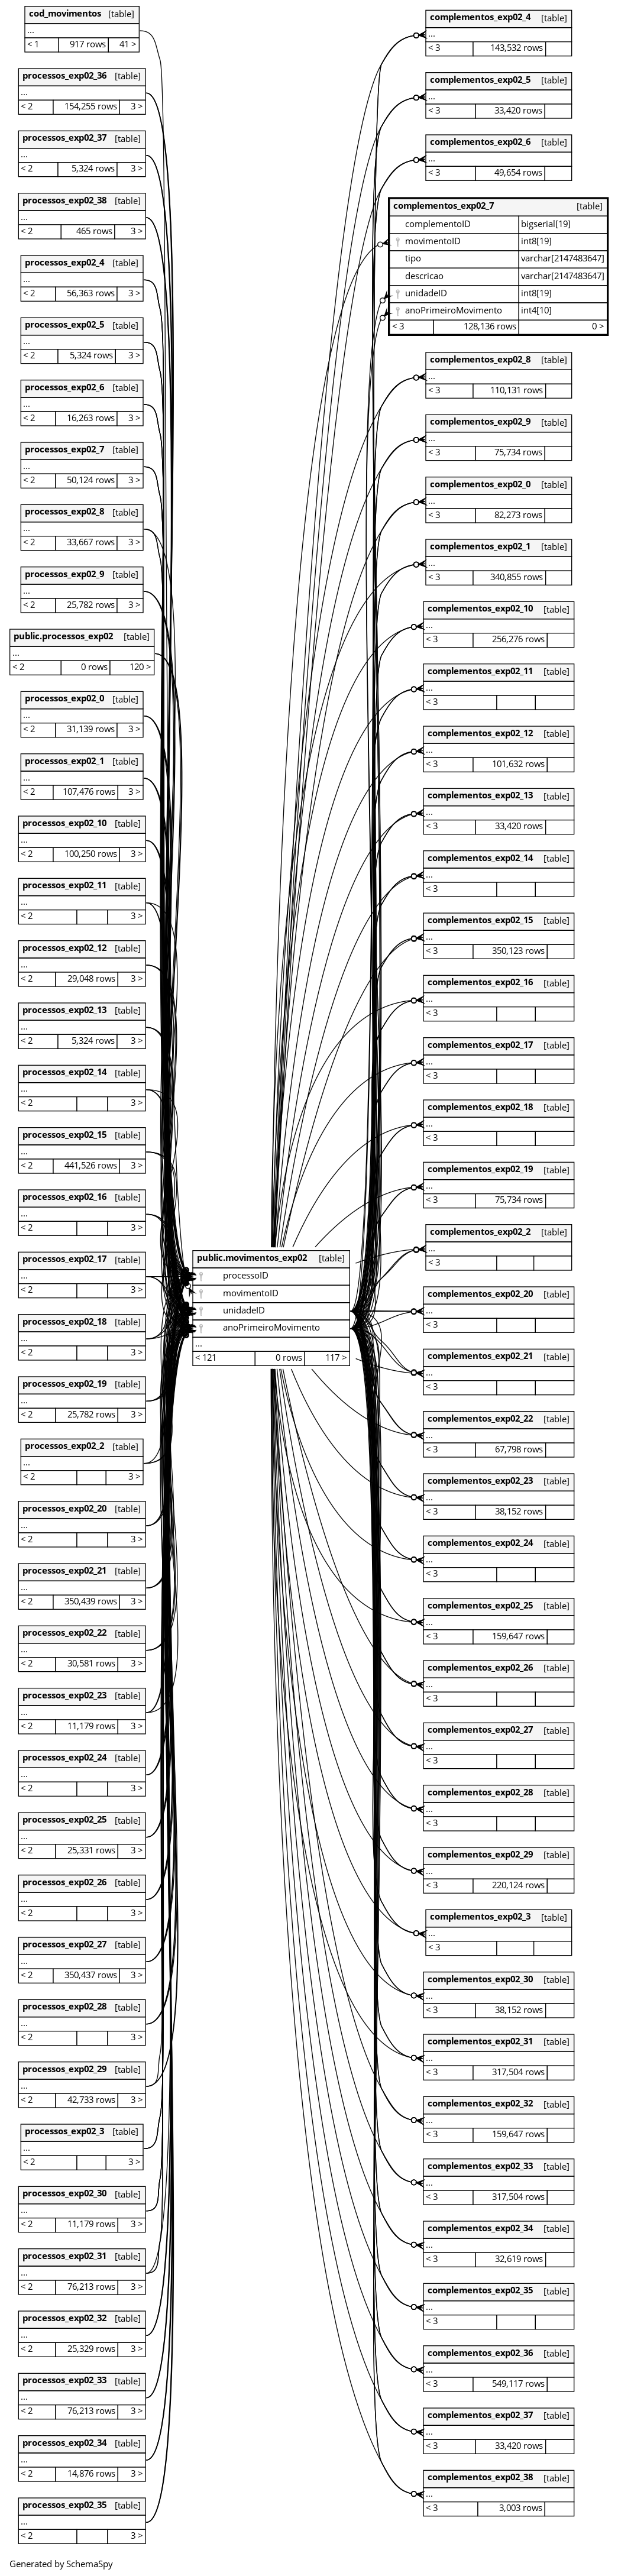 cod_movimentos [table]
...
< 1 917 rows 41 >
processos_exp02_36 [table]
...
< 2 154,255 rows 3 >
processos_exp02_37 [table]
...
< 2 5,324 rows 3 >
processos_exp02_38 [table]
...
< 2 465 rows 3 >
processos_exp02_4 [table]
...
< 2 56,363 rows 3 >
processos_exp02_5 [table]
...
< 2 5,324 rows 3 >
processos_exp02_6 [table]
...
< 2 16,263 rows 3 >
processos_exp02_7 [table]
...
< 2 50,124 rows 3 >
processos_exp02_8 [table]
...
< 2 33,667 rows 3 >
processos_exp02_9 [table]
...
< 2 25,782 rows 3 >
public.processos_exp02 [table]
...
< 2 0 rows 120 >
processos_exp02_0 [table]
...
< 2 31,139 rows 3 >
processos_exp02_1 [table]
...
< 2 107,476 rows 3 >
processos_exp02_10 [table]
...
< 2 100,250 rows 3 >
processos_exp02_11 [table]
...
< 2 3 >
processos_exp02_12 [table]
...
< 2 29,048 rows 3 >
processos_exp02_13 [table]
...
< 2 5,324 rows 3 >
processos_exp02_14 [table]
...
< 2 3 >
processos_exp02_15 [table]
...
< 2 441,526 rows 3 >
processos_exp02_16 [table]
...
< 2 3 >
processos_exp02_17 [table]
...
< 2 3 >
processos_exp02_18 [table]
...
< 2 3 >
processos_exp02_19 [table]
...
< 2 25,782 rows 3 >
processos_exp02_2 [table]
...
< 2 3 >
processos_exp02_20 [table]
...
< 2 3 >
processos_exp02_21 [table]
...
< 2 350,439 rows 3 >
processos_exp02_22 [table]
...
< 2 30,581 rows 3 >
processos_exp02_23 [table]
...
< 2 11,179 rows 3 >
processos_exp02_24 [table]
...
< 2 3 >
processos_exp02_25 [table]
...
< 2 25,331 rows 3 >
processos_exp02_26 [table]
...
< 2 3 >
processos_exp02_27 [table]
...
< 2 350,437 rows 3 >
processos_exp02_28 [table]
...
< 2 3 >
processos_exp02_29 [table]
...
< 2 42,733 rows 3 >
processos_exp02_3 [table]
...
< 2 3 >
processos_exp02_30 [table]
...
< 2 11,179 rows 3 >
processos_exp02_31 [table]
...
< 2 76,213 rows 3 >
processos_exp02_32 [table]
...
< 2 25,329 rows 3 >
processos_exp02_33 [table]
...
< 2 76,213 rows 3 >
processos_exp02_34 [table]
...
< 2 14,876 rows 3 >
processos_exp02_35 [table]
...
< 2 3 >
public.movimentos_exp02 [table]
processoID
movimentoID
unidadeID
anoPrimeiroMovimento
...
< 121 0 rows 117 >
complementos_exp02_4 [table]
...
< 3 143,532 rows
complementos_exp02_5 [table]
...
< 3 33,420 rows
complementos_exp02_6 [table]
...
< 3 49,654 rows
complementos_exp02_7 [table]
complementoID bigserial[19]
movimentoID int8[19]
tipo varchar[2147483647]
descricao varchar[2147483647]
unidadeID int8[19]
anoPrimeiroMovimento int4[10]
< 3 128,136 rows 0 >
complementos_exp02_8 [table]
...
< 3 110,131 rows
complementos_exp02_9 [table]
...
< 3 75,734 rows
complementos_exp02_0 [table]
...
< 3 82,273 rows
complementos_exp02_1 [table]
...
< 3 340,855 rows
complementos_exp02_10 [table]
...
< 3 256,276 rows
complementos_exp02_11 [table]
...
< 3
complementos_exp02_12 [table]
...
< 3 101,632 rows
complementos_exp02_13 [table]
...
< 3 33,420 rows
complementos_exp02_14 [table]
...
< 3
complementos_exp02_15 [table]
...
< 3 350,123 rows
complementos_exp02_16 [table]
...
< 3
complementos_exp02_17 [table]
...
< 3
complementos_exp02_18 [table]
...
< 3
complementos_exp02_19 [table]
...
< 3 75,734 rows
complementos_exp02_2 [table]
...
< 3
complementos_exp02_20 [table]
...
< 3
complementos_exp02_21 [table]
...
< 3
complementos_exp02_22 [table]
...
< 3 67,798 rows
complementos_exp02_23 [table]
...
< 3 38,152 rows
complementos_exp02_24 [table]
...
< 3
complementos_exp02_25 [table]
...
< 3 159,647 rows
complementos_exp02_26 [table]
...
< 3
complementos_exp02_27 [table]
...
< 3
complementos_exp02_28 [table]
...
< 3
complementos_exp02_29 [table]
...
< 3 220,124 rows
complementos_exp02_3 [table]
...
< 3
complementos_exp02_30 [table]
...
< 3 38,152 rows
complementos_exp02_31 [table]
...
< 3 317,504 rows
complementos_exp02_32 [table]
...
< 3 159,647 rows
complementos_exp02_33 [table]
...
< 3 317,504 rows
complementos_exp02_34 [table]
...
< 3 32,619 rows
complementos_exp02_35 [table]
...
< 3
complementos_exp02_36 [table]
...
< 3 549,117 rows
complementos_exp02_37 [table]
...
< 3 33,420 rows
complementos_exp02_38 [table]
...
< 3 3,003 rows
Generated by SchemaSpy